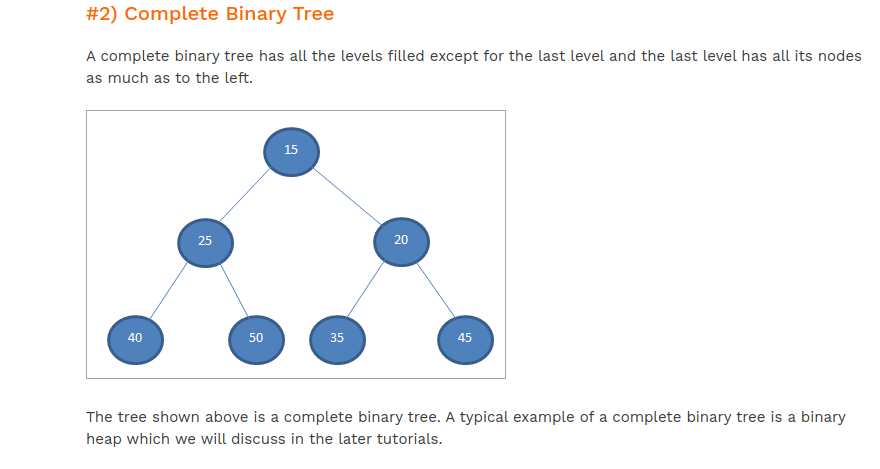 #2) Complete Binary Tree
A complete binary tree has all the levels filled except for the last level and the last level has all its nodes
as much as to the left.
15
25
20
40
50
35
45
The tree shown above is a complete binary tree. A typical example of a complete binary tree is a binary
heap which we will discuss in the later tutorials.